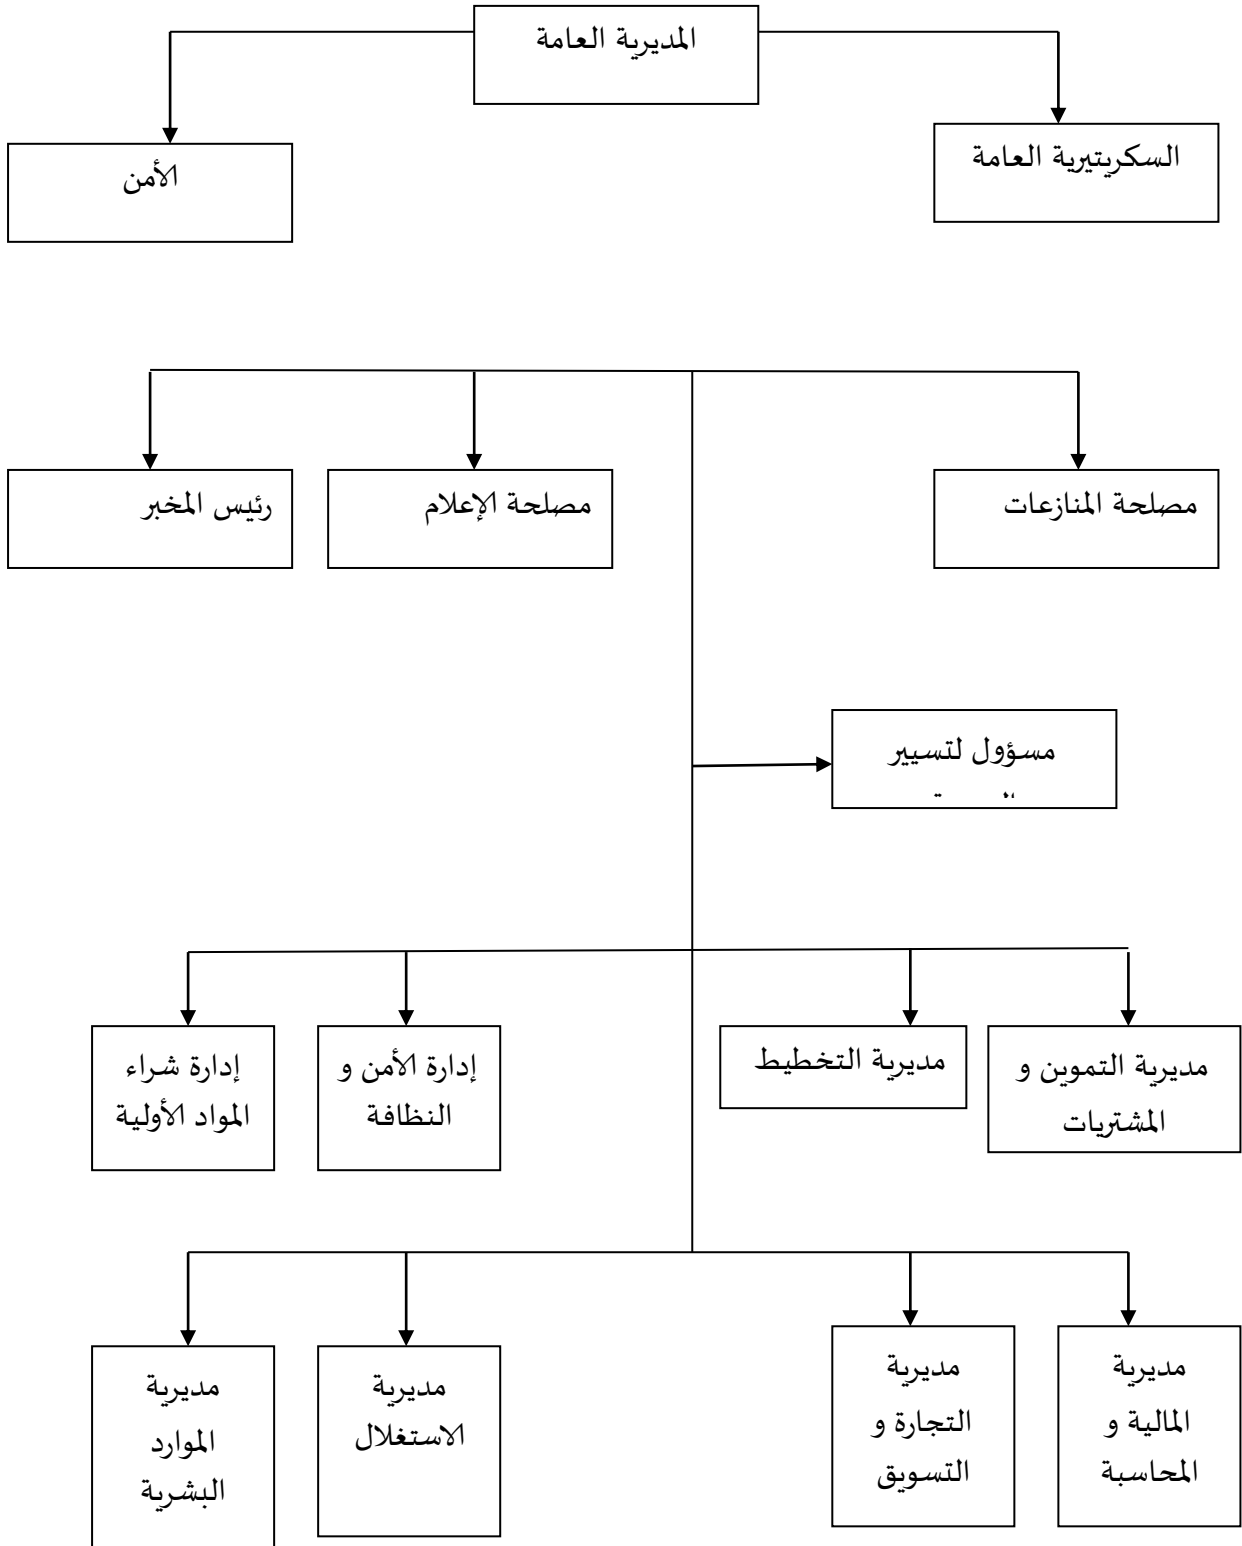 المديرية العامة
السكريتيرية العامة
الأمن
مصلحة المنازعات
مصلحة الإعلام
رئيس المخبر
مسؤول لتسيير
مديرية التموين و
المشتريات
مديرية التخطيط
إدارة الأمن و
النظافة
إدارة شراء
المواد الأولية
مديرية
المالية و
المحاسبة
مديرية
التجارة و
التسويق
مديرية
الاستغلال
مديرية
الموارد
البشرية